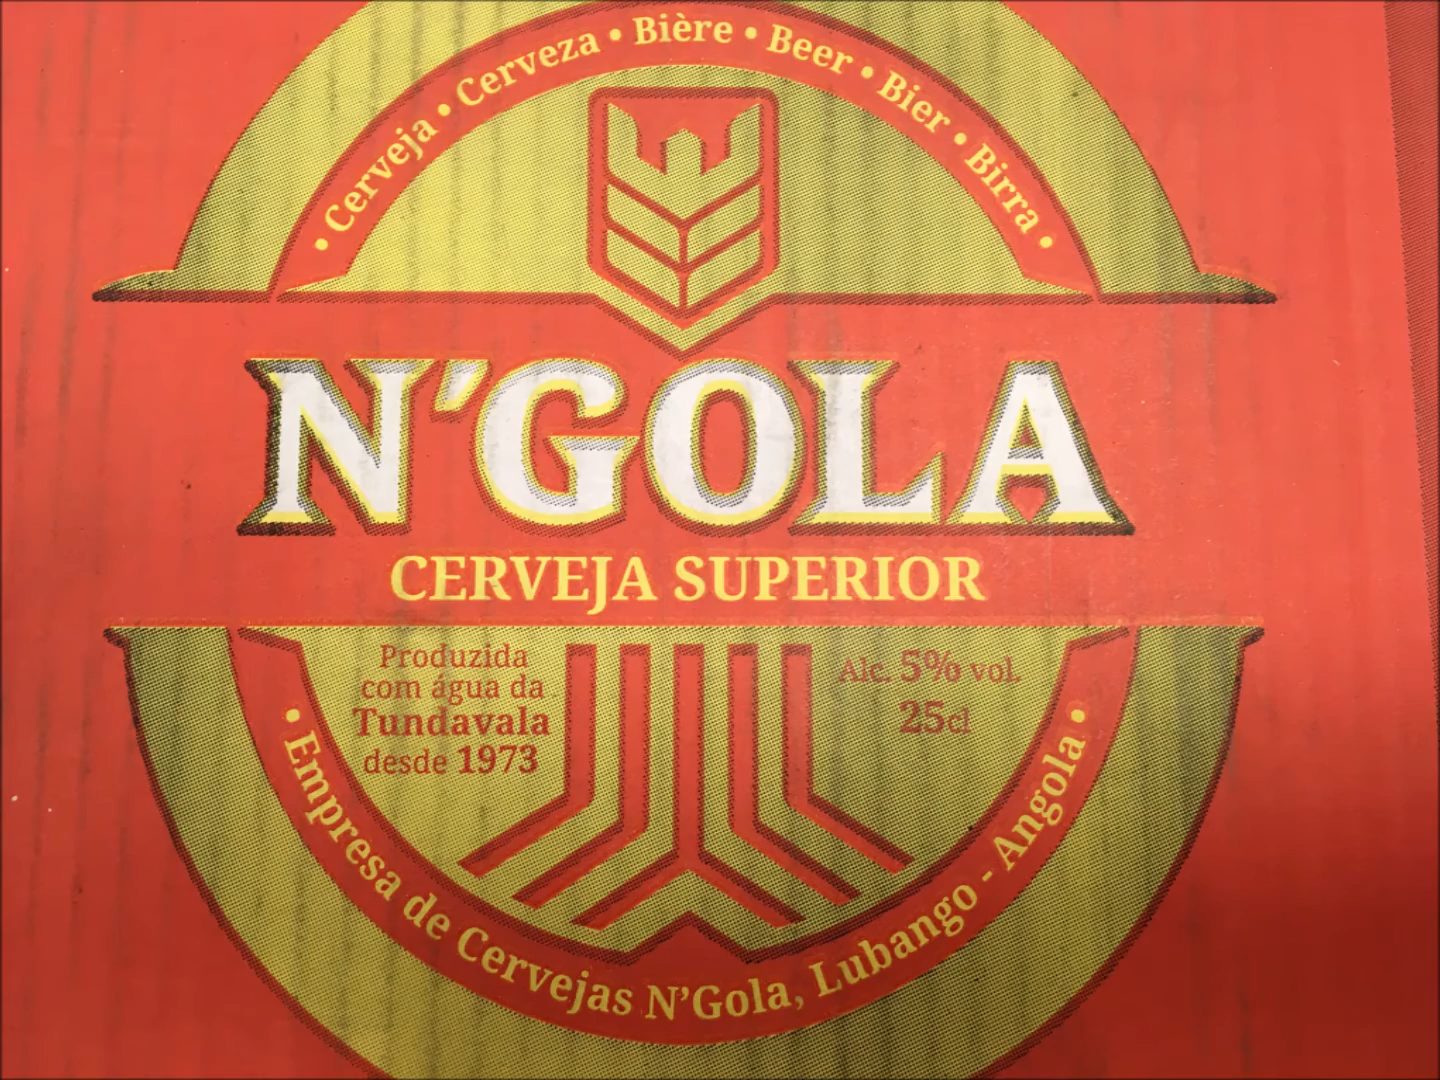 • Cerveja • Cerveza • Bière • Beer • Bier • Birra •
N'GOLA
CERVEJA SUPERIOR
Produzida
com água da
Tundavala
desde 1973
Alc. 5% vol.
25cl
• Empresa de Cervejas N'Gola, Lubango - Angola •